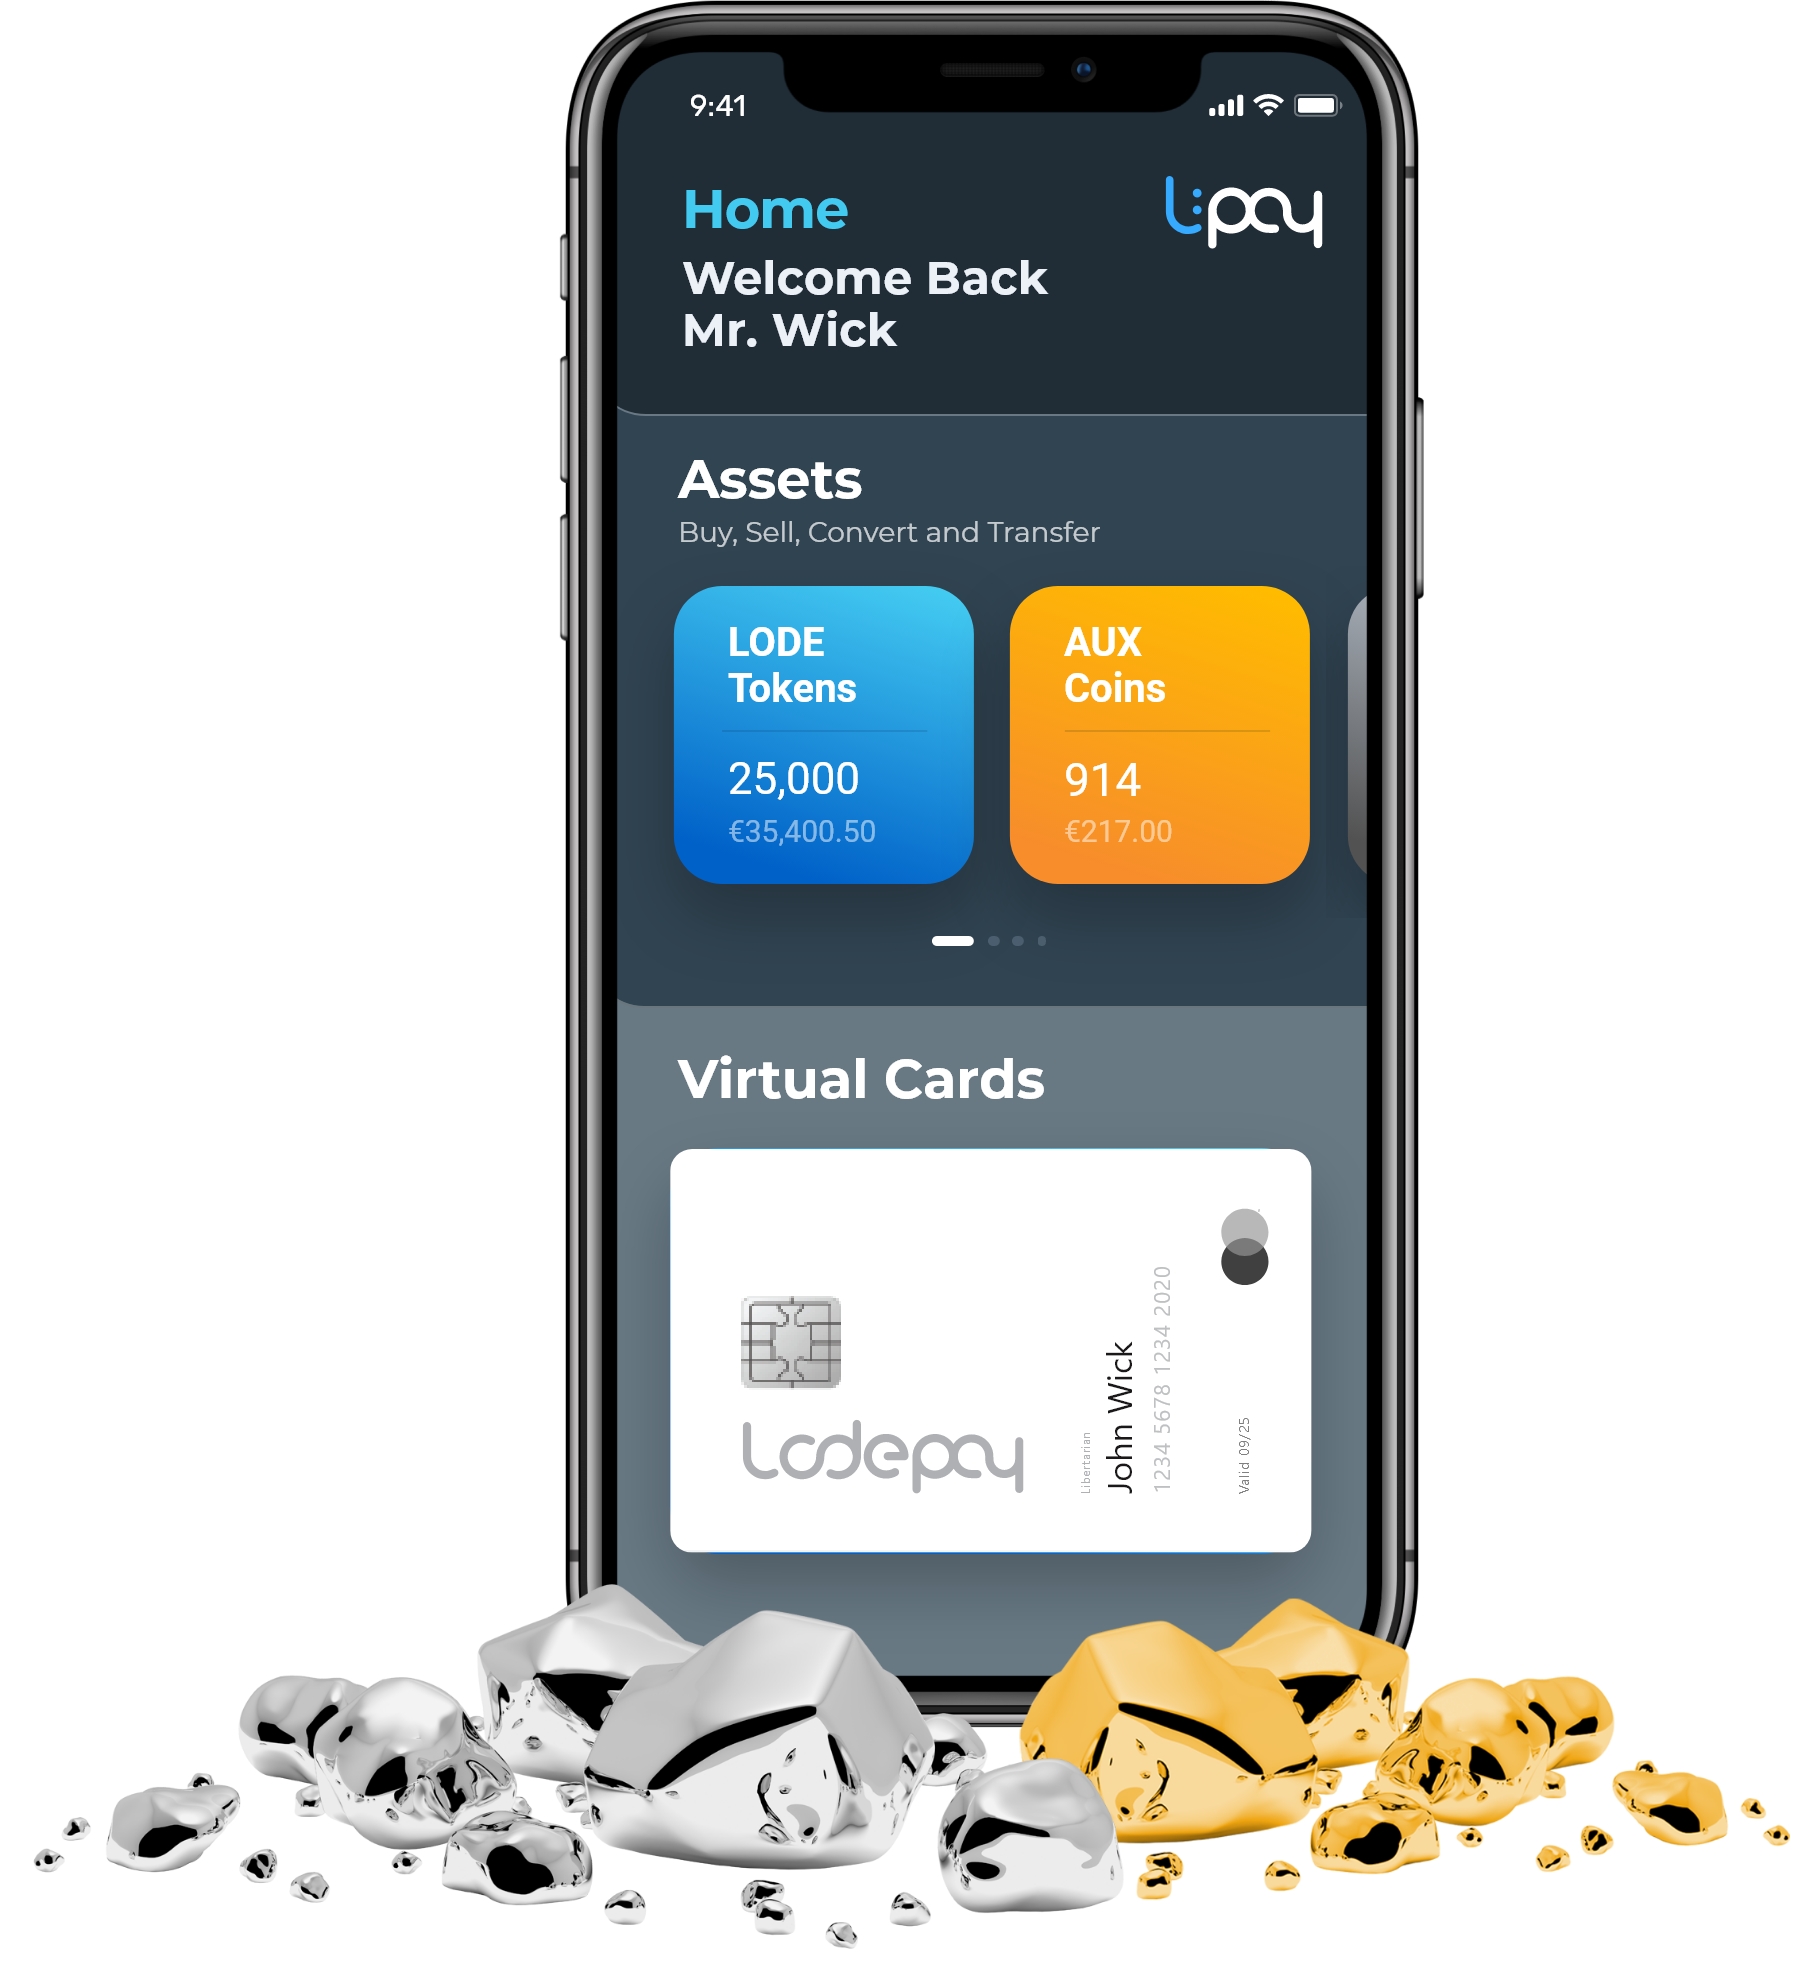 9:41
Home
L:pay
Welcome Back
Mr. Wick
Assets
Buy, Sell, Convert and Transfer
LODE
Tokens
25,000
€35,400.50
AUX
Coins
914
€217.00
Virtual Cards
Lodepay
Libertarian
John Wick
1234 5678 1234 2020
Valid 09/25